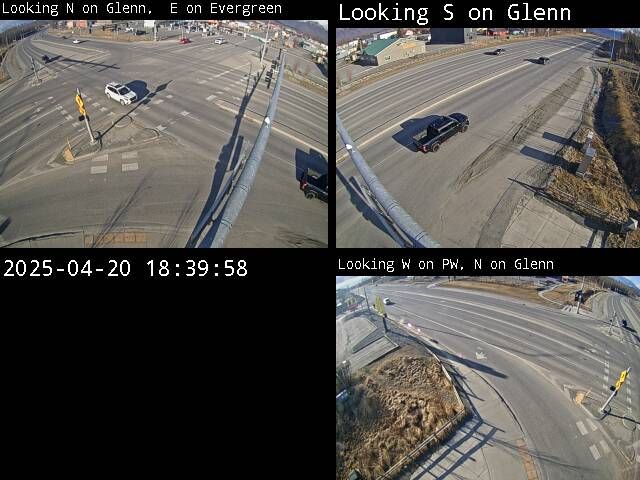 Looking N on Glenn,  E on Evergreen
Looking S on Glenn
2025-04-20 18:39:58
Looking W on PW, N on Glenn